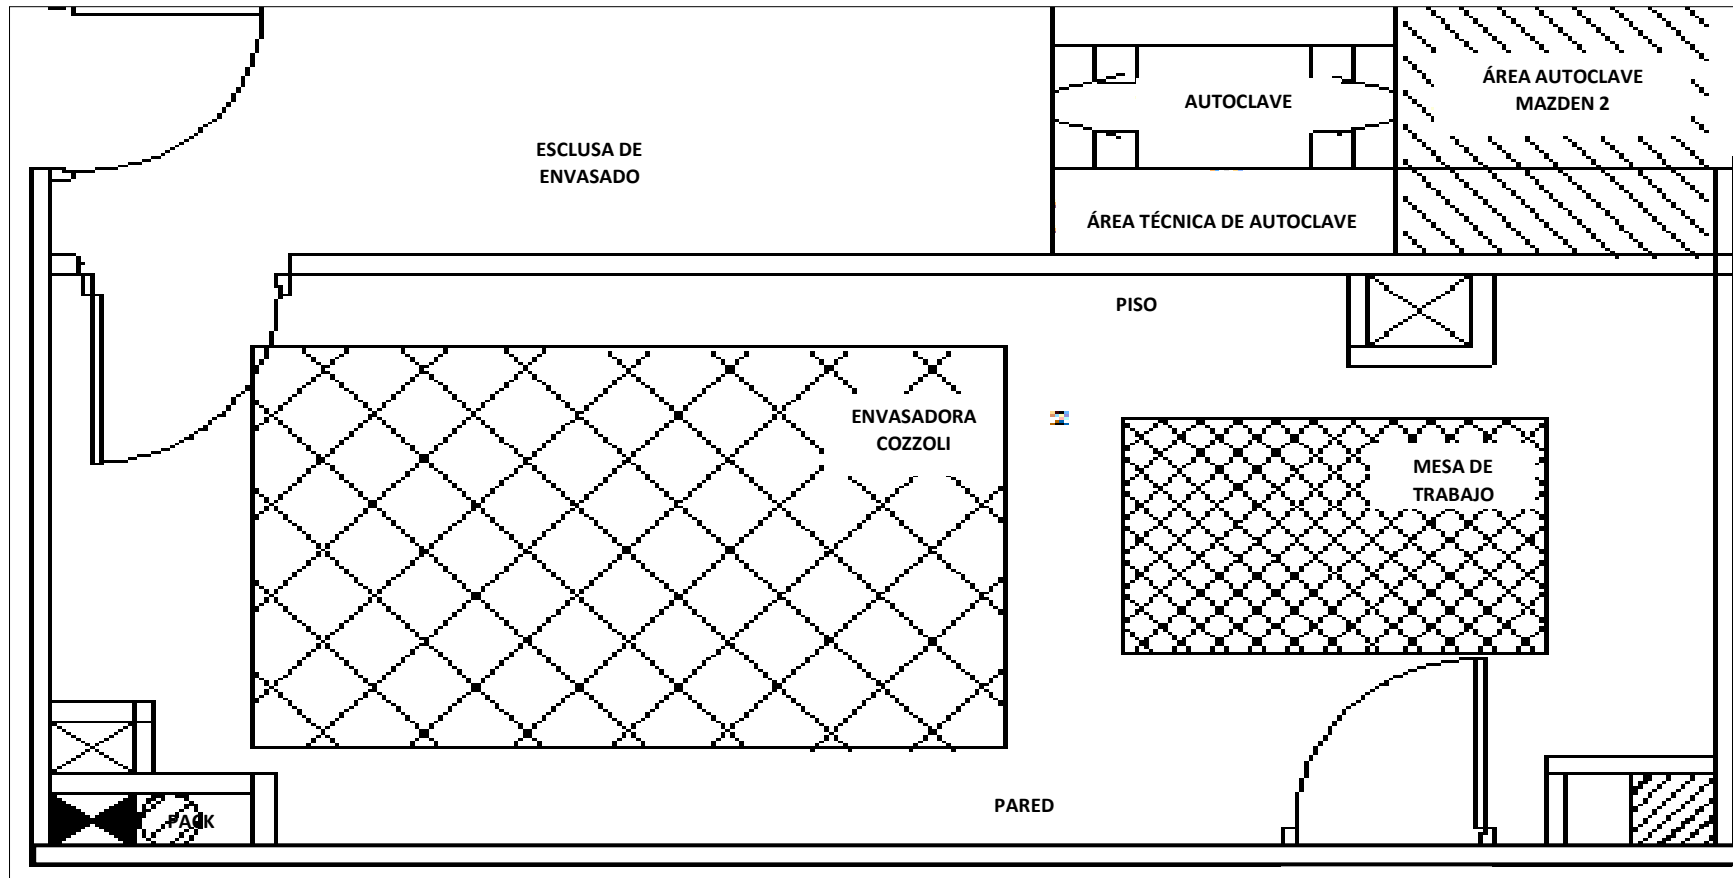 ÁREA AUTOCLAVE
MAZDEN 2
AUTOCLAVE
ESCLUSA DE
ENVASADO
ÁREA TÉCNICA DE AUTOCLAVE
PISO
ENVASADORA
COZZOLI
MESA DE
TRABAJO
PARED
PACK